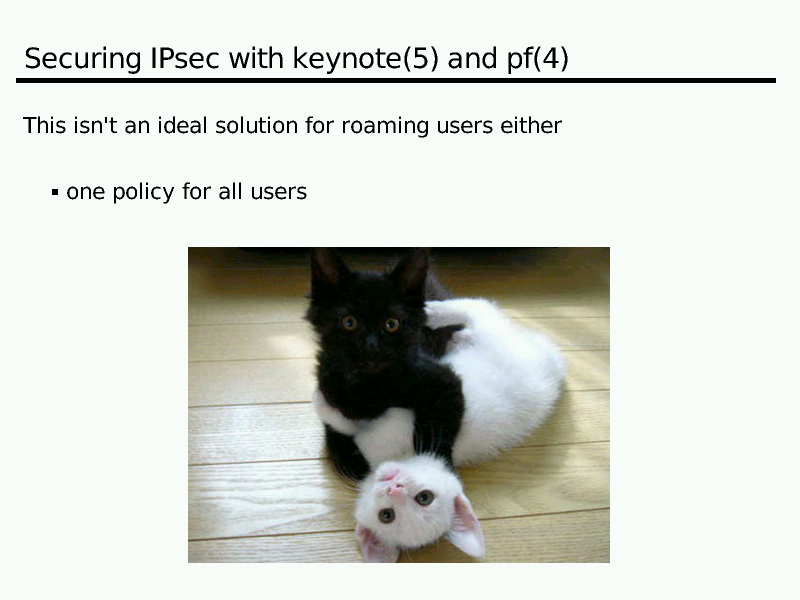 Securing IPsec with keynote(5) and pf(4)
This isn't an ideal solution for roaming users either
▪ one policy for all users